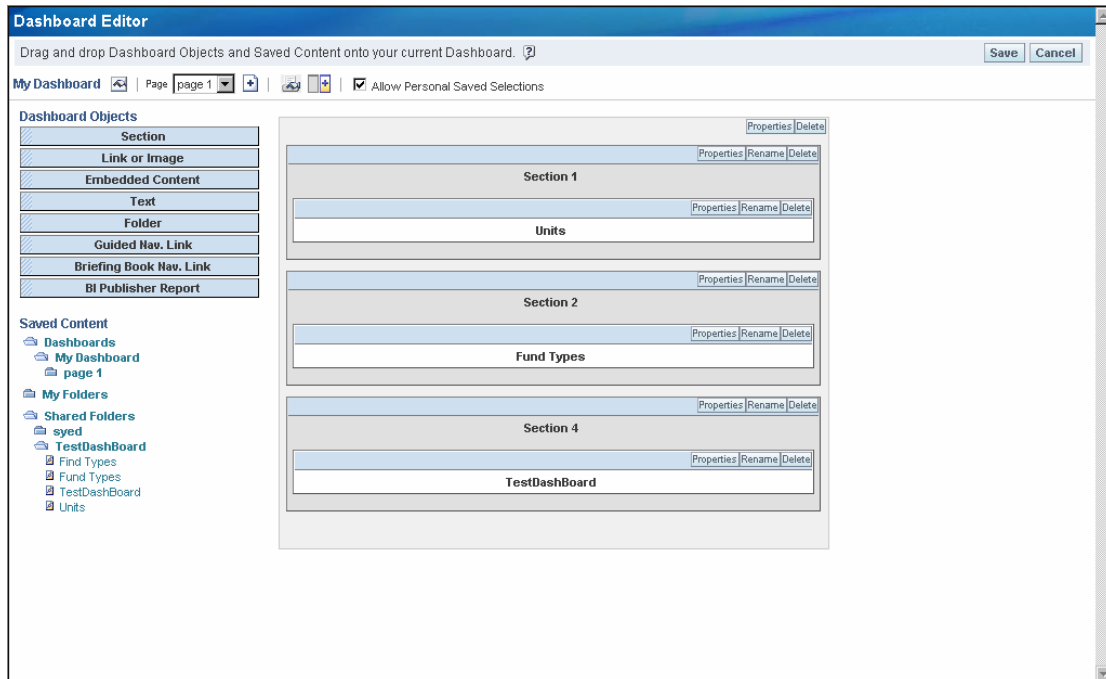 Dashboard Editor
Drag and drop Dashboard Objects and Saved Content onto your current Dashboard. ?
Save Cancel
My Dashboard Page page 1 Allow Personal Saved Selections
Dashboard Objects
Section
Link or Image
Embedded Content
Text
Folder
Guided Nav. Link
Briefing Book Nav. Link
BI Publisher Report
Saved Content
Dashboards
My Dashboard
page 1
My Folders
Shared Folders
syed
TestDashBoard
Find Types
Fund Types
TestDashBoard
Units
Properties Delete
Properties Rename Delete
Section 1
Properties Rename Delete
Units
Properties Rename Delete
Section 2
Properties Rename Delete
Fund Types
Properties Rename Delete
Section 4
Properties Rename Delete
TestDashBoard